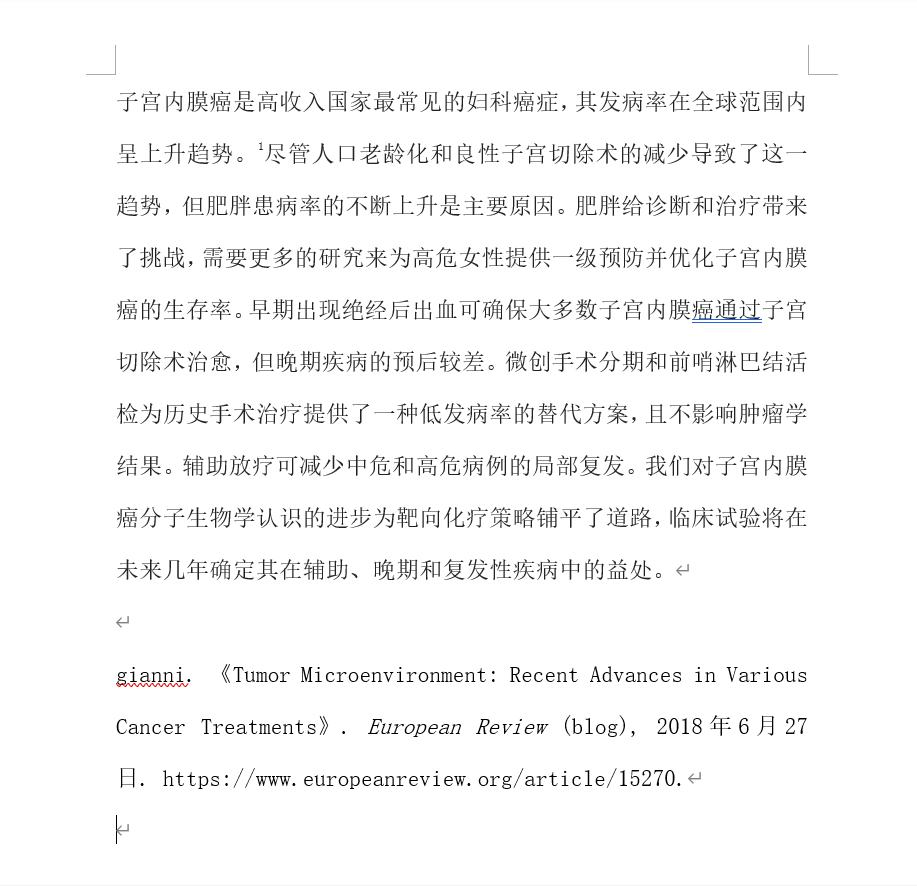 子宫内膜癌是高收入国家最常见的妇科癌症，其发病率在全球范围内
呈上升趋势。¹尽管人口老龄化和良性子宫切除术的减少导致了这一
趋势，但肥胖患病率的不断上升是主要原因。肥胖给诊断和治疗带来
了挑战，需要更多的研究来为高危女性提供一级预防并优化子宫内膜
癌的生存率。早期出现绝经后出血可确保大多数子宫内膜癌通过子宫
切除术治愈，但晚期疾病的预后较差。微创手术分期和前哨淋巴结活
检为历史手术治疗提供了一种低发病率的替代方案，且不影响肿瘤学
结果。辅助放疗可减少中危和高危病例的局部复发。我们对子宫内膜
癌分子生物学认识的进步为靶向化疗策略铺平了道路，临床试验将在
未来几年确定其在辅助、晚期和复发性疾病中的益处。↵
↵
gianni. 《Tumor Microenvironment: Recent Advances in Various
Cancer Treatments》. European Review (blog), 2018 年 6 月 27
日. https://www.europeanreview.org/article/15270.↵
↵